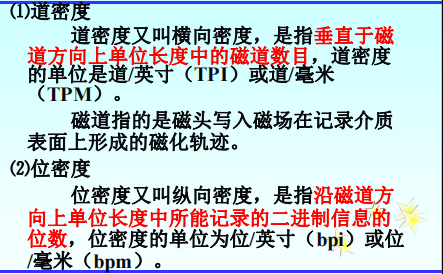 ⑴道密度
道密度又叫横向密度，是指垂直于磁
道方向上单位长度中的磁道数目，道密度
的单位是道/英寸（TPI）或道/毫米
（TPM）。
磁道指的是磁头写入磁场在记录介质
表面上形成的磁化轨迹。
⑵位密度
位密度又叫纵向密度，是指沿磁道方
向上单位长度中所能记录的二进制信息的
位数，位密度的单位为位/英寸（bpi）或位
/毫米（bpm）。